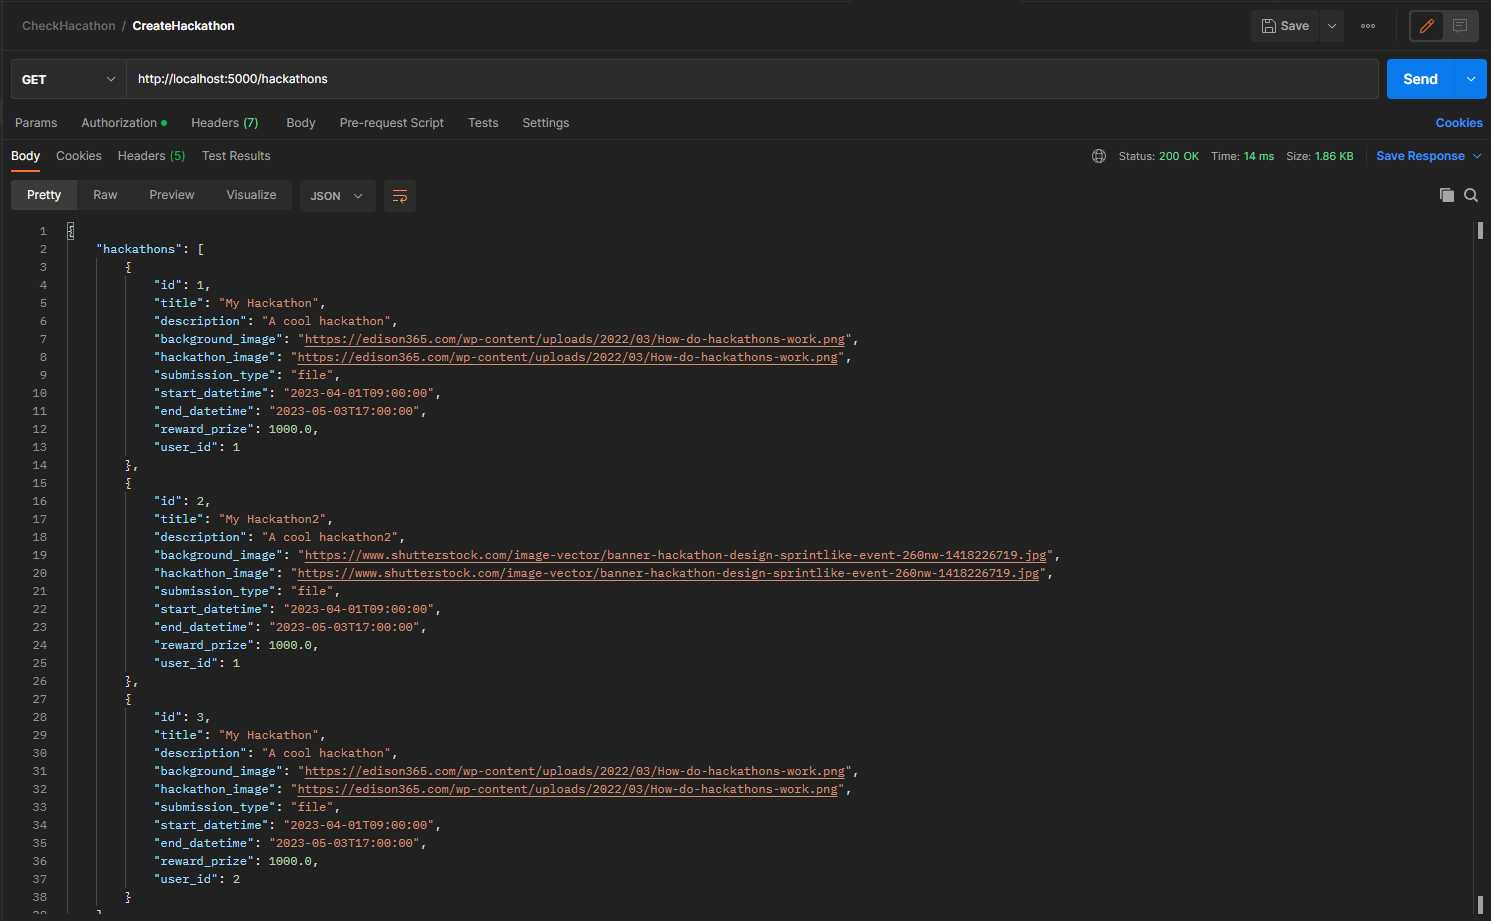 CheckHacathon / CreateHackathon
Save
GET http://localhost:5000/hackathons Send
Params Authorization Headers (7) Body Pre-request Script Tests Settings Cookies
Body Cookies Headers (5) Test Results Status: 200 OK Time: 14 ms Size: 1.86 KB Save Response
Pretty Raw Preview Visualize JSON
1 {
2 "hackathons": [
3 {
4 "id": 1,
5 "title": "My Hackathon",
6 "description": "A cool hackathon",
7 "background_image": "https://edison365.com/wp-content/uploads/2022/03/How-do-hackathons-work.png",
8 "hackathon_image": "https://edison365.com/wp-content/uploads/2022/03/How-do-hackathons-work.png",
9 "submission_type": "file",
10 "start_datetime": "2023-04-01T09:00:00",
11 "end_datetime": "2023-05-03T17:00:00",
12 "reward_prize": 1000.0,
13 "user_id": 1
14 },
15 {
16 "id": 2,
17 "title": "My Hackathon2",
18 "description": "A cool hackathon2",
19 "background_image": "https://www.shutterstock.com/image-vector/banner-hackathon-design-sprintlike-event-260nw-1418226719.jpg",
20 "hackathon_image": "https://www.shutterstock.com/image-vector/banner-hackathon-design-sprintlike-event-260nw-1418226719.jpg",
21 "submission_type": "file",
22 "start_datetime": "2023-04-01T09:00:00",
23 "end_datetime": "2023-05-03T17:00:00",
24 "reward_prize": 1000.0,
25 "user_id": 1
26 },
27 {
28 "id": 3,
29 "title": "My Hackathon",
30 "description": "A cool hackathon",
31 "background_image": "https://edison365.com/wp-content/uploads/2022/03/How-do-hackathons-work.png",
32 "hackathon_image": "https://edison365.com/wp-content/uploads/2022/03/How-do-hackathons-work.png",
33 "submission_type": "file",
34 "start_datetime": "2023-04-01T09:00:00",
35 "end_datetime": "2023-05-03T17:00:00",
36 "reward_prize": 1000.0,
37 "user_id": 2
38 }